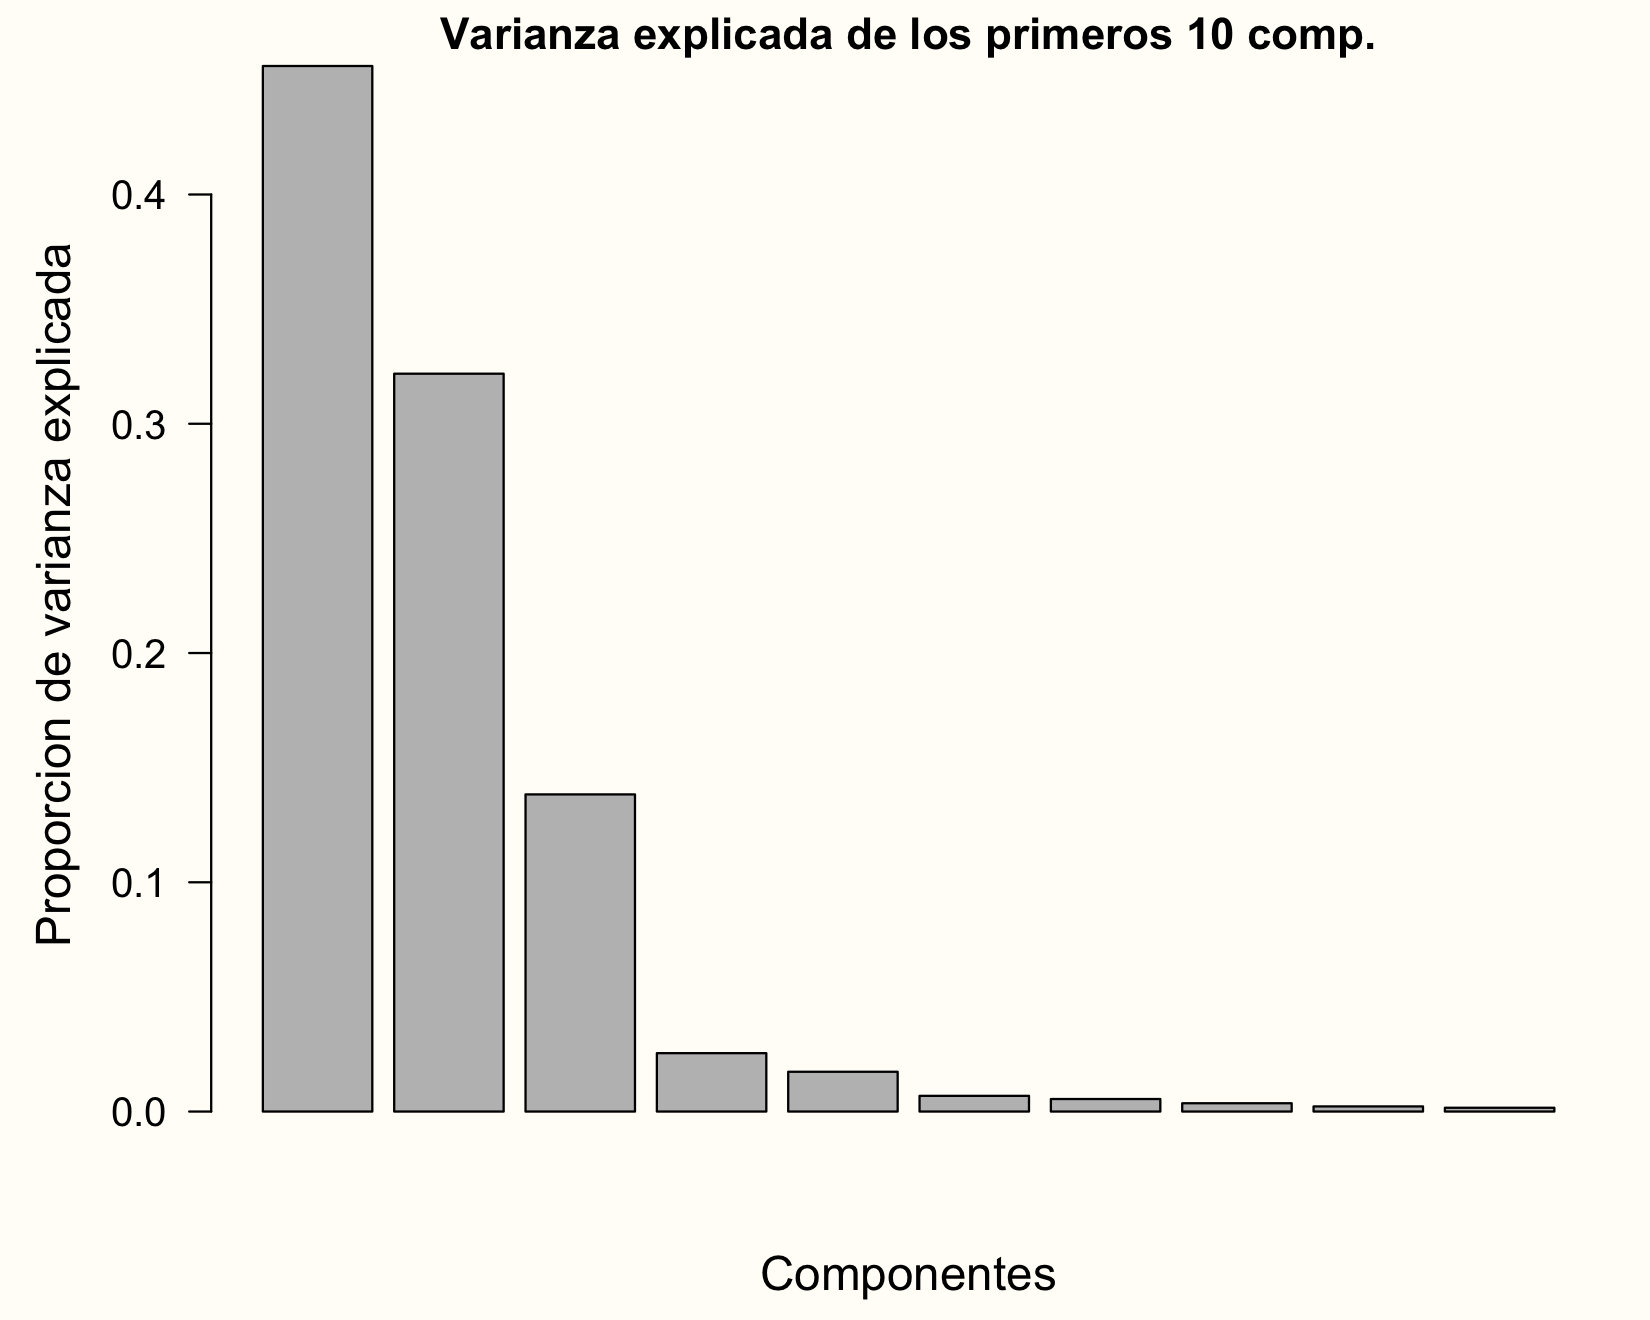 Varianza explicada de los primeros 10 comp.
Proporcion de varianza explicada
0.4
0.3
0.2
0.1
0.0
Componentes